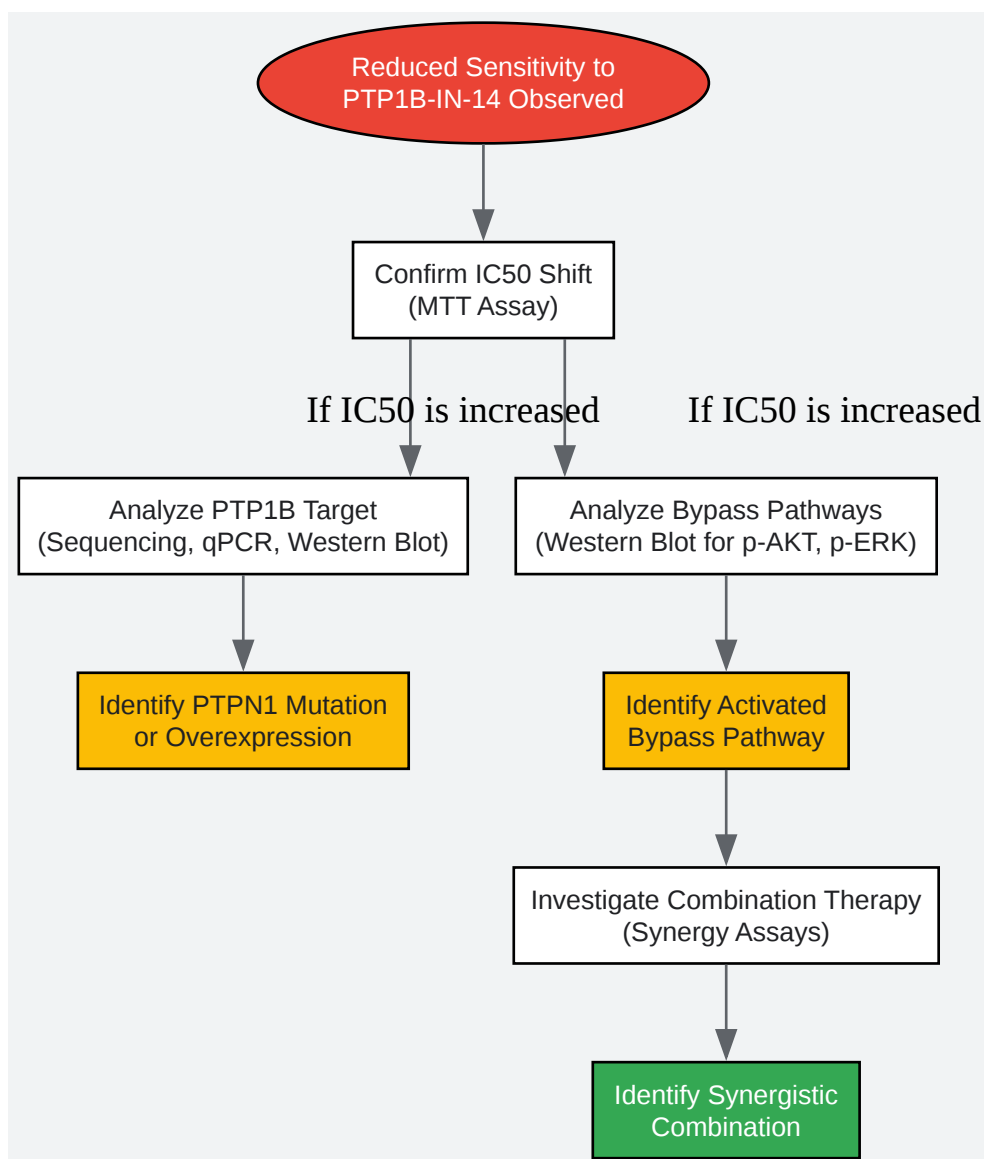 Reduced Sensitivity to
PTP1B-IN-14 Observed
Confirm IC50 Shift
(MTT Assay)
If IC50 is increased
If IC50 is increased
Analyze PTP1B Target
(Sequencing, qPCR, Western Blot)
Analyze Bypass Pathways
(Western Blot for p-AKT, p-ERK)
Identify PTPN1 Mutation
or Overexpression
Identify Activated
Bypass Pathway
Investigate Combination Therapy
(Synergy Assays)
Identify Synergistic
Combination